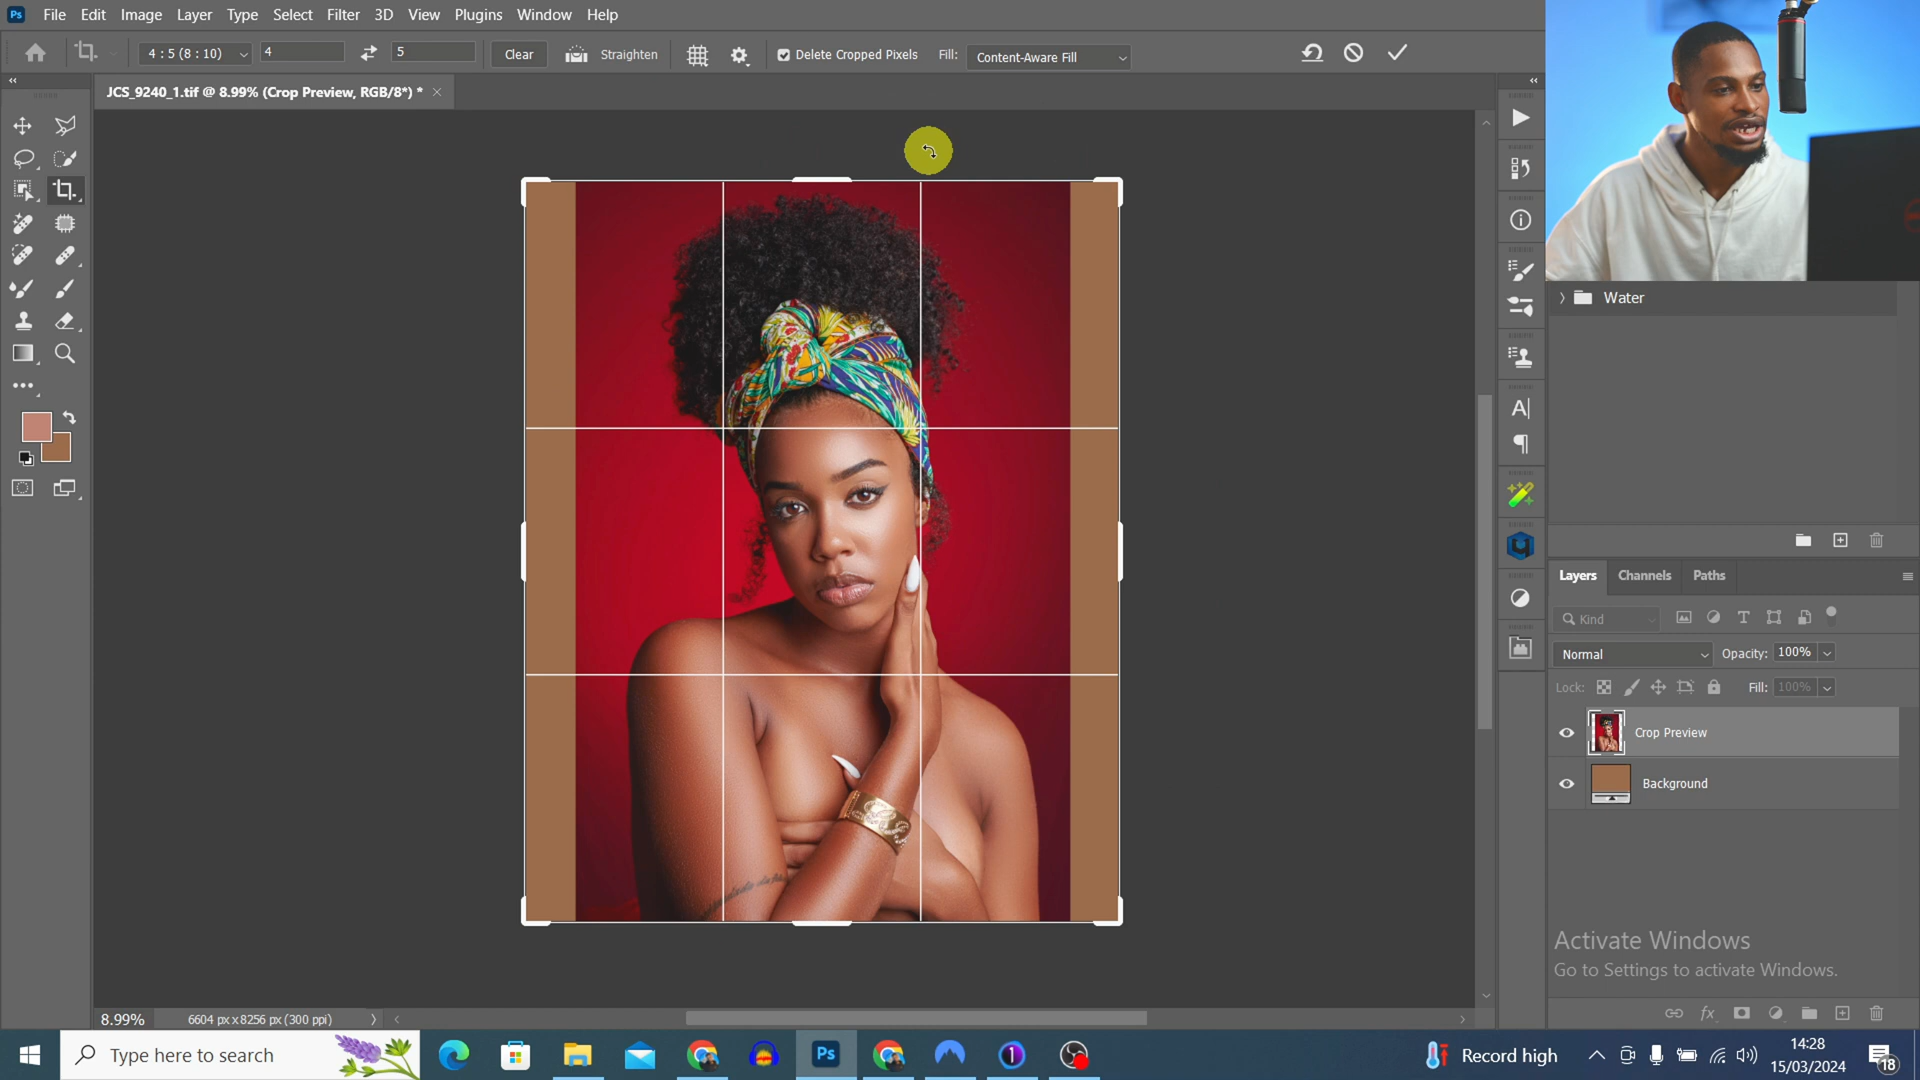 Ps File Edit Image Layer Type Select Filter 3D View Plugins Window Help
4 : 5 (8 : 10) 4 5 Clear Straighten Delete Cropped Pixels Fill: Content-Aware Fill
JCS_9240_1.tif @ 8.99% (Crop Preview, RGB/8*) *
Water
Layers Channels Paths
Kind
Normal Opacity: 100%
Lock: Fill: 100%
Crop Preview
Background
Activate Windows
Go to Settings to activate Windows.
8.99% 6604 px x 8256 px (300 ppi)
Type here to search Ps Record high 14:28
15/03/2024 18